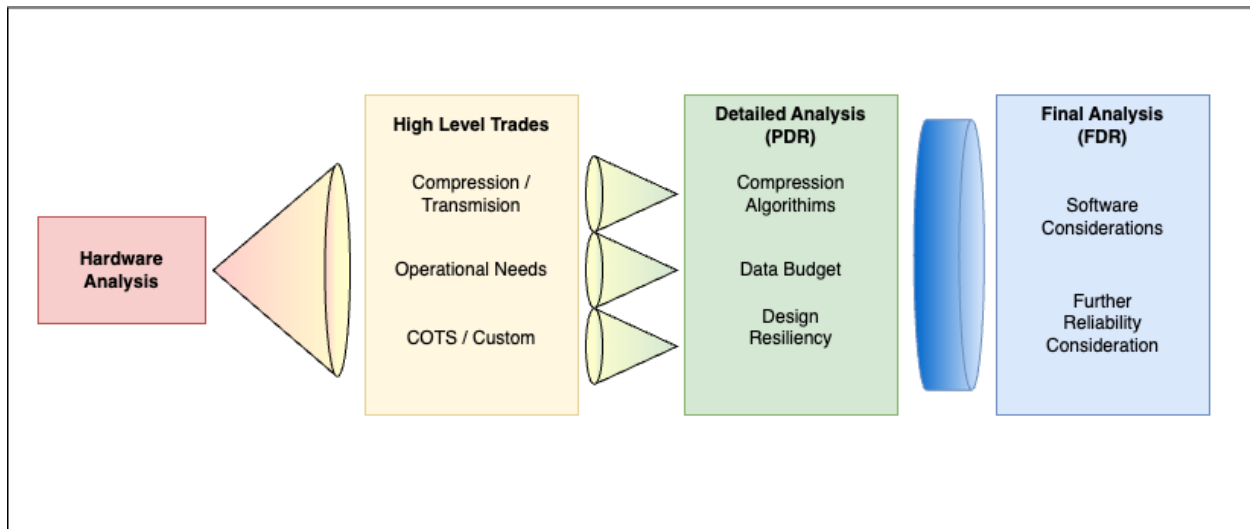 Hardware
Analysis
High Level Trades
Compression /
Transmision
Operational Needs
COTS / Custom
Detailed Analysis
(PDR)
Compression
Algorithims
Data Budget
Design
Resiliency
Final Analysis
(FDR)
Software
Considerations
Further
Reliability
Consideration